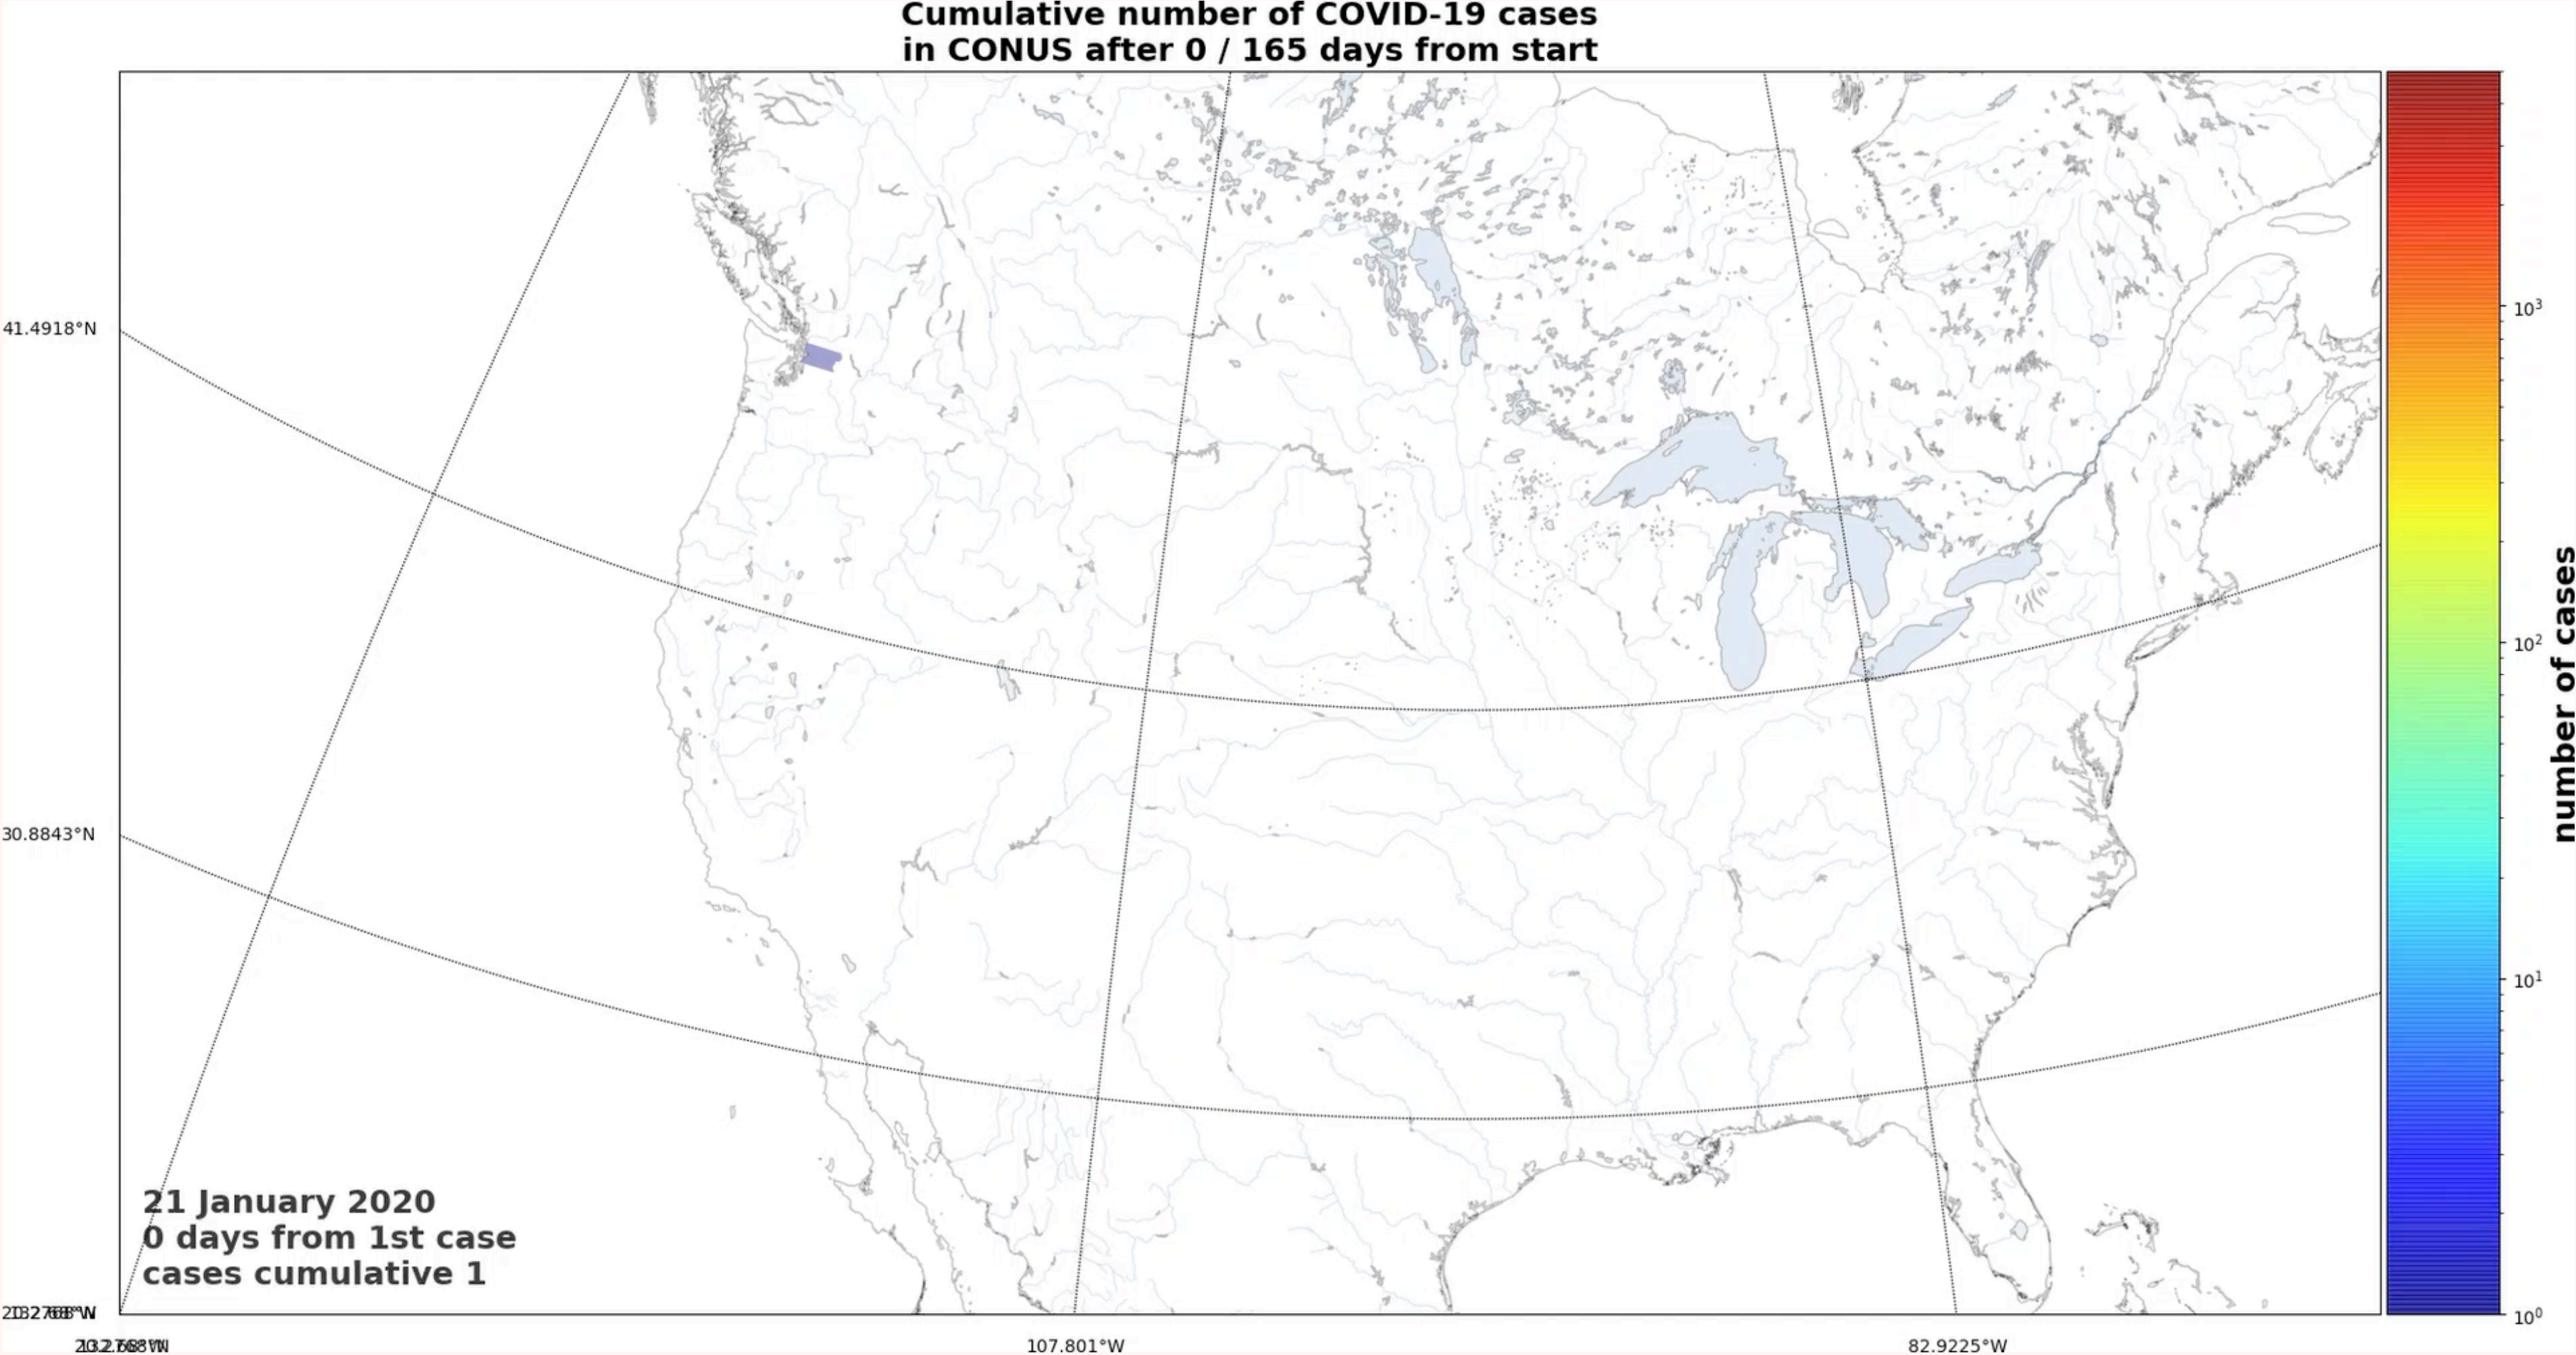 Cumulative number of COVID-19 cases
in CONUS after 0 / 165 days from start
41.4918°N
30.8843°N
107.801°W
82.9225°W
21 January 2020
0 days from 1st case
cases cumulative 1
10³
10²
10¹
10⁰
number of cases